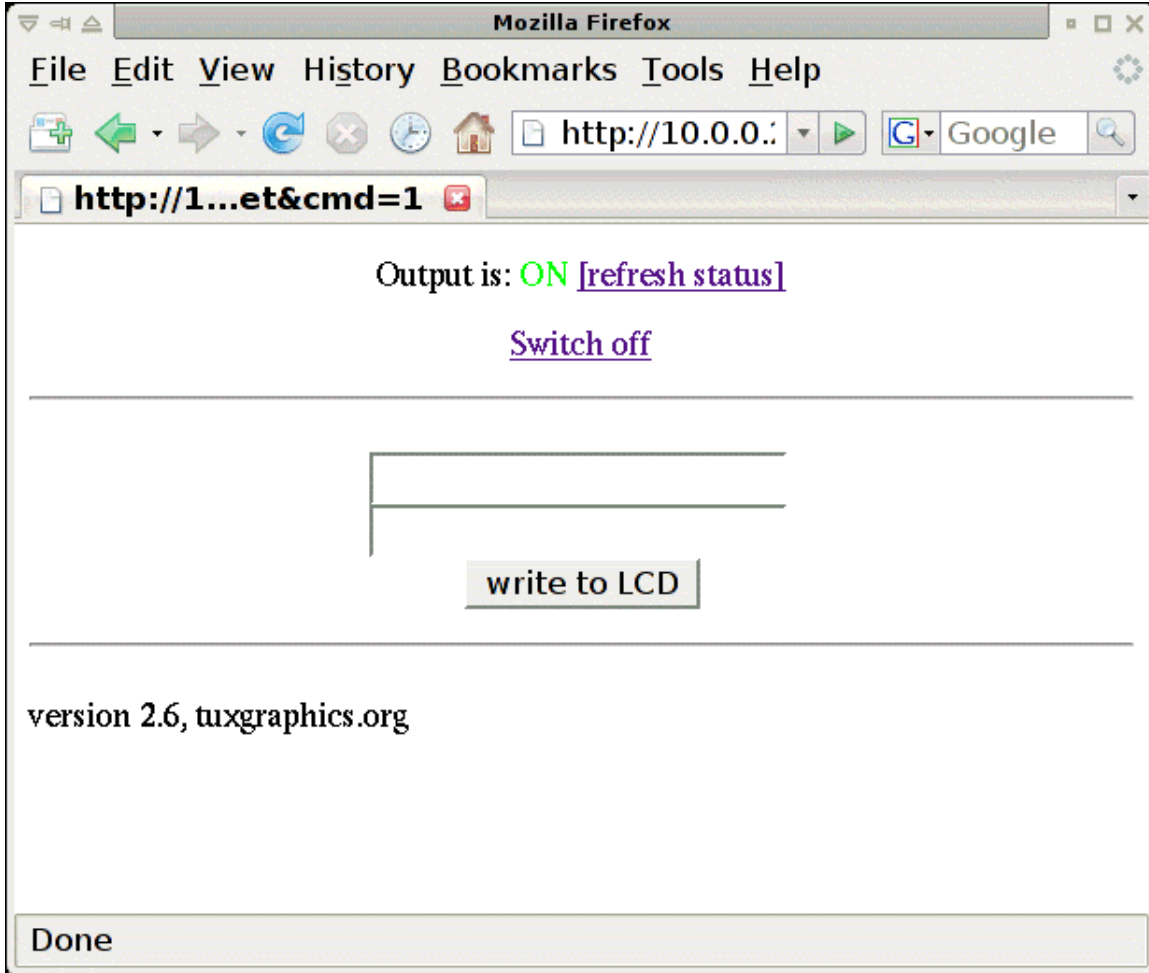 Mozilla Firefox
File Edit View History Bookmarks Tools Help
http://10.0.0.: G Google
http://1...et&cmd=1
Output is: ON [refresh status]
Switch off
write to LCD
version 2.6, tuxgraphics.org
Done